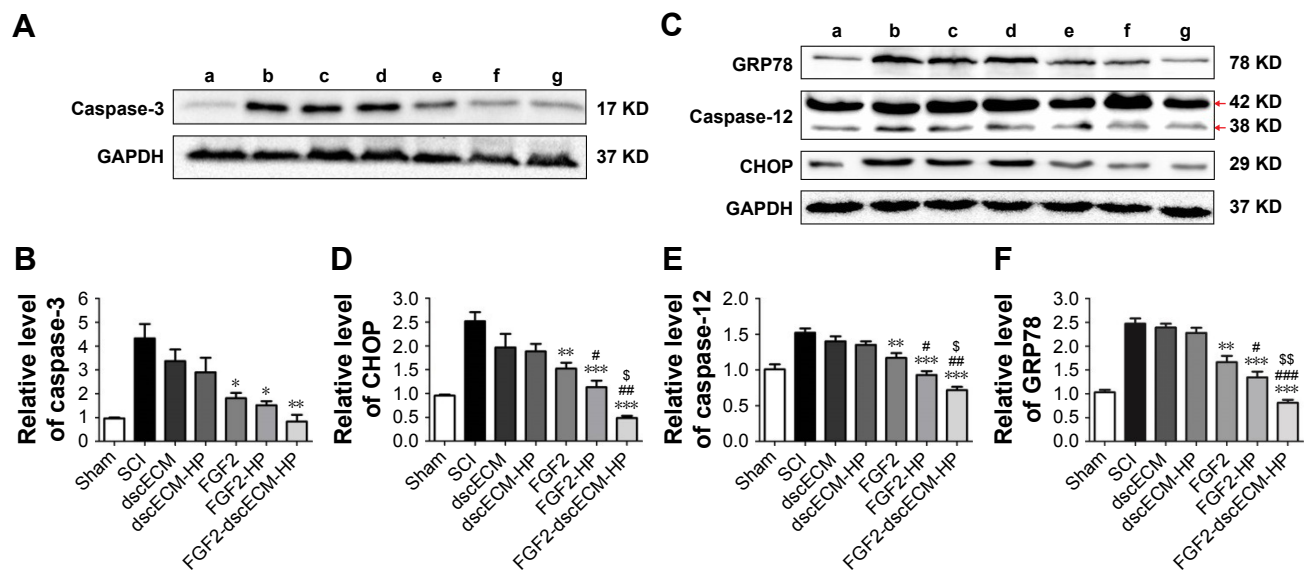 A
a b c d e f g
Caspase-3 17 KD
GAPDH 37 KD
C
a b c d e f g
GRP78 78 KD
Caspase-12 42 KD
38 KD
CHOP 29 KD
GAPDH 37 KD
B
Relative level
of caspase-3
6
5
4
3
2
1
0
* * **
Sham
SCI
dscECM
dscECM-HP
FGF2
FGF2-HP
FGF2-dscECM-HP
D
Relative level
of CHOP
3.0
2.5
2.0
1.5
1.0
0.5
0.0
**
#
***
$
##
***
Sham
SCI
dscECM
dscECM-HP
FGF2
FGF2-HP
FGF2-dscECM-HP
E
Relative level
of caspase-12
2.0
1.5
1.0
0.5
0.0
**
#
***
$
##
***
Sham
SCI
dscECM
dscECM-HP
FGF2
FGF2-HP
FGF2-dscECM-HP
F
Relative level
of GRP78
3.0
2.5
2.0
1.5
1.0
0.5
0.0
**
#
***
$$
###
***
Sham
SCI
dscECM
dscECM-HP
FGF2
FGF2-HP
FGF2-dscECM-HP